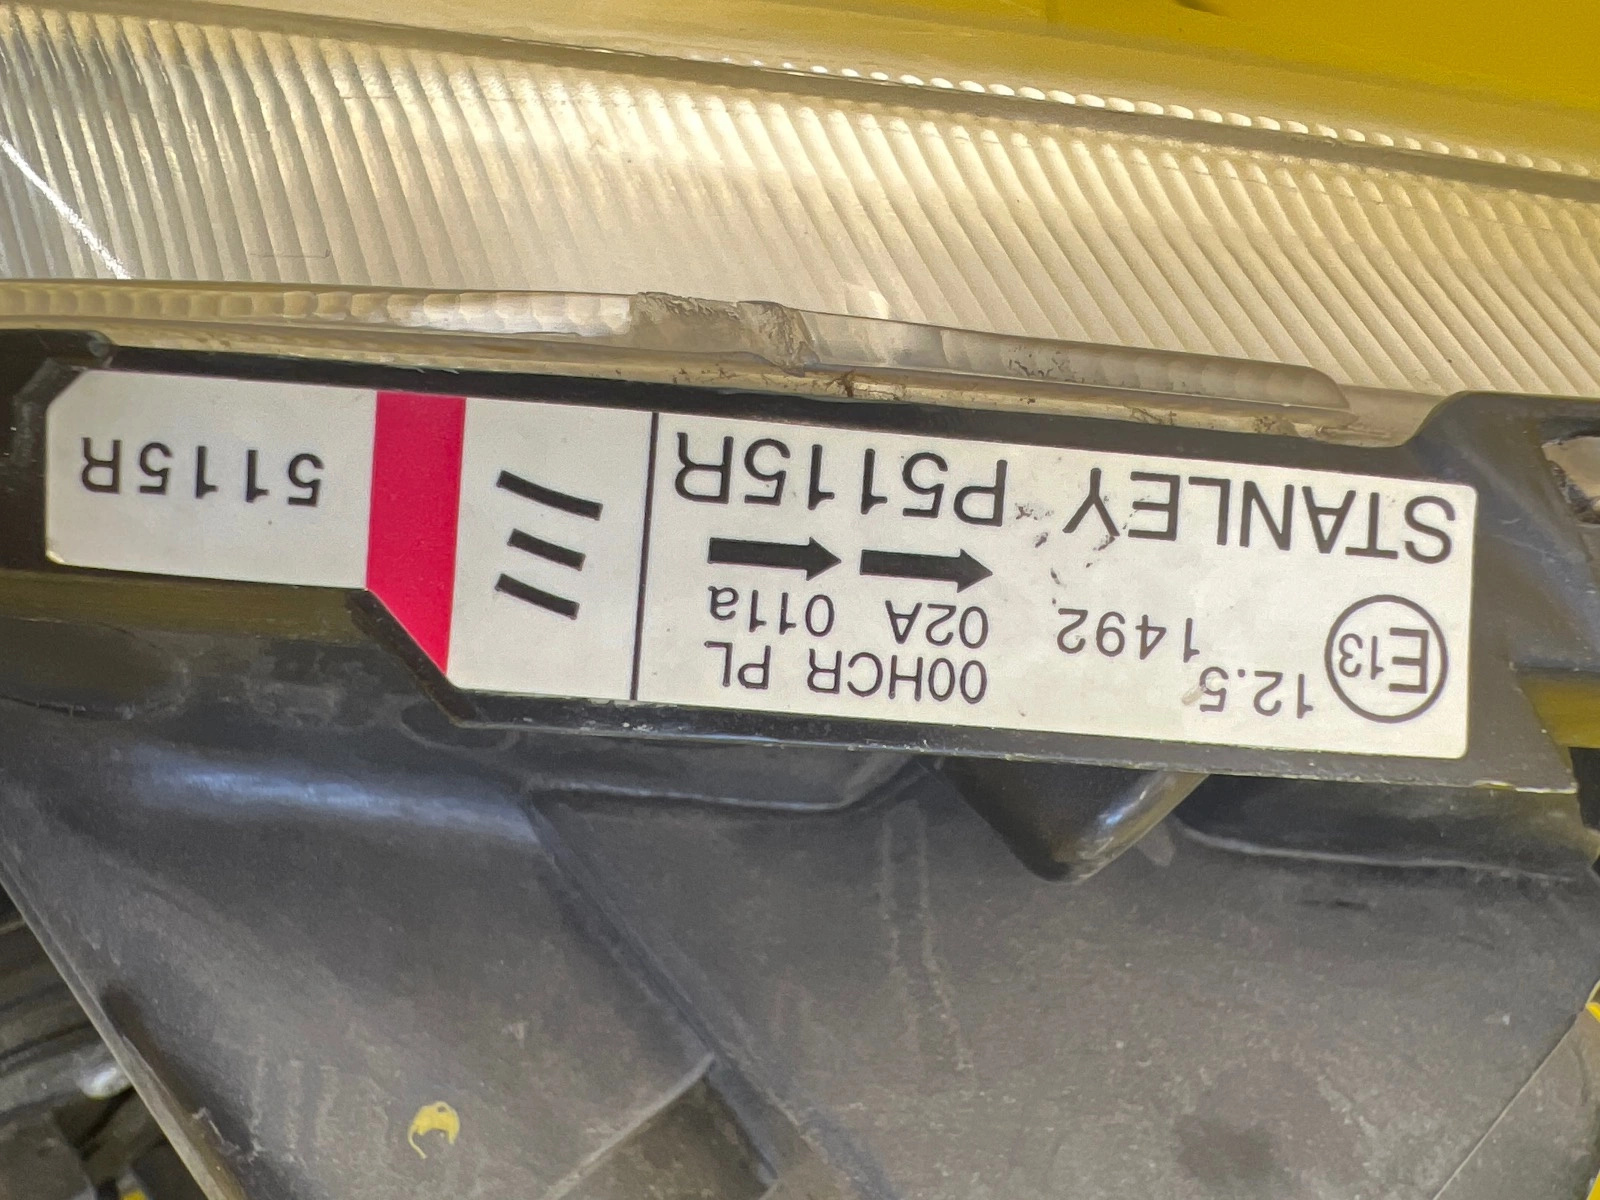 E13 12.5 00HCR PL
1492 02A 011a
STANLEY P5115R
5115R